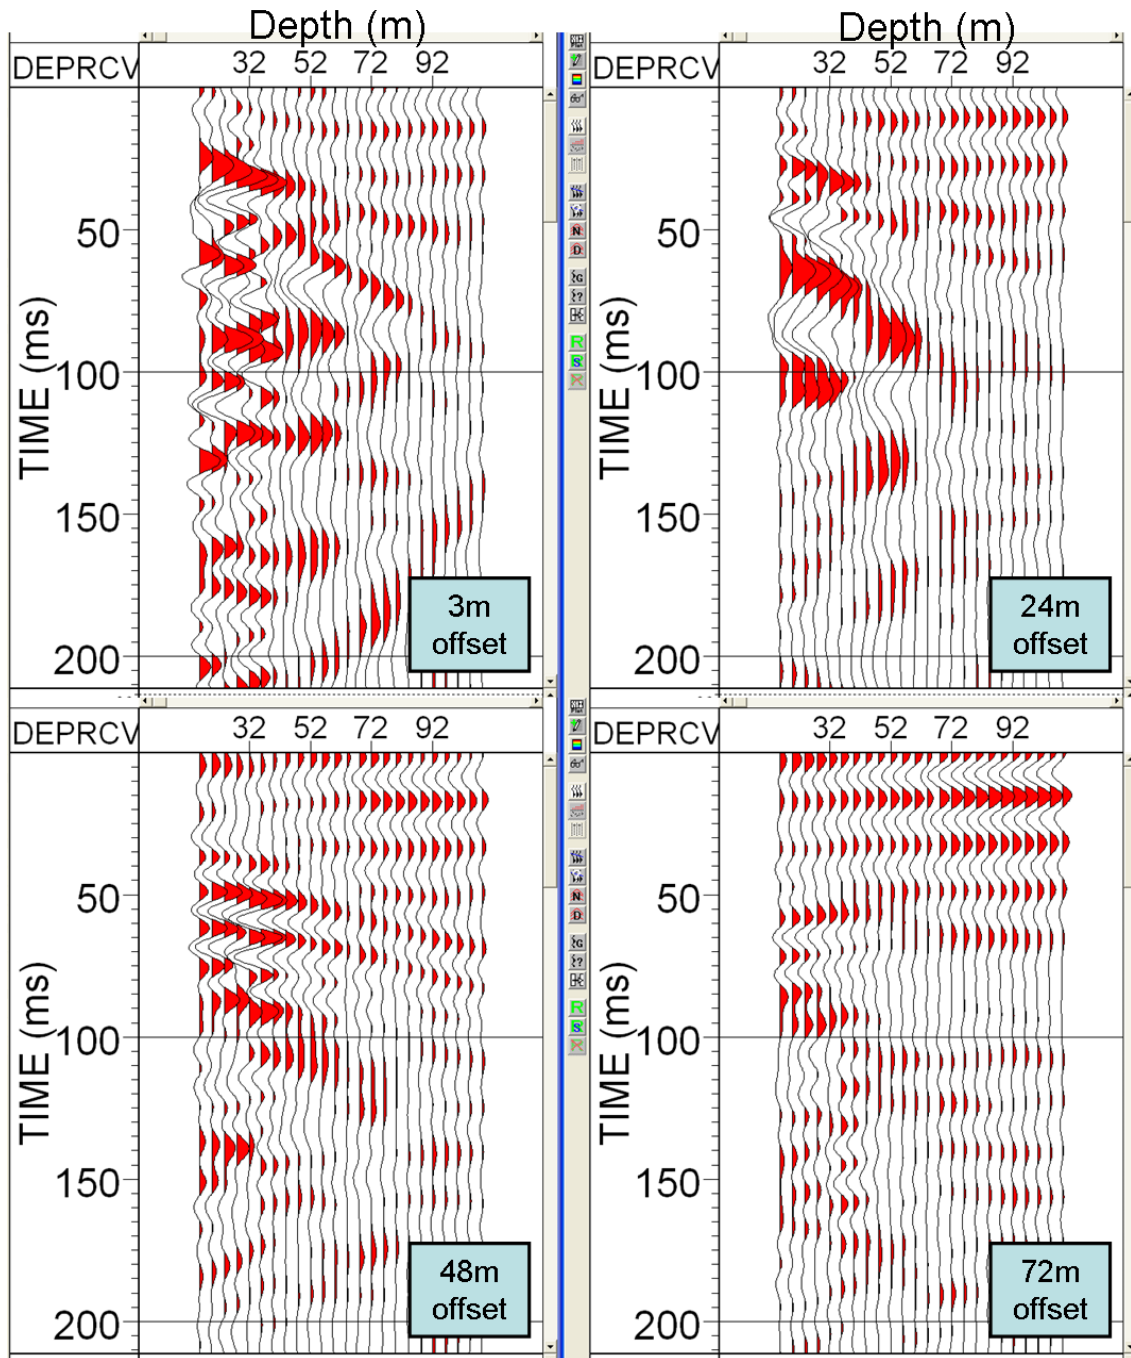 Depth (m)
DEPRCV 32 52 72 92
TIME (ms)
50
100
150
200
3m
offset
Depth (m)
DEPRCV 32 52 72 92
TIME (ms)
50
100
150
200
24m
offset
N
D
G
?
R
S
R
DEPRCV 32 52 72 92
TIME (ms)
50
100
150
200
48m
offset
DEPRCV 32 52 72 92
TIME (ms)
50
100
150
200
72m
offset
N
D
G
?
R
S
R